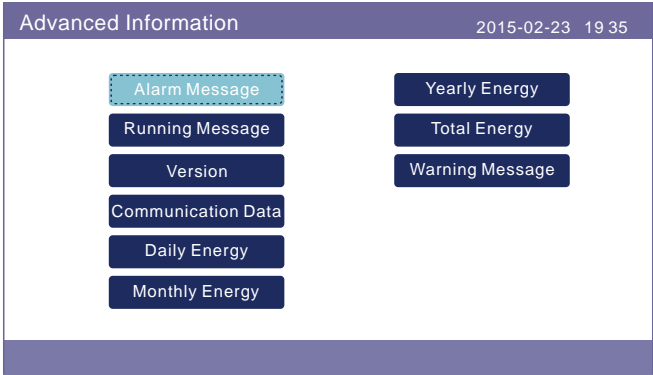 Advanced Information
2015-02-23 19 35
Alarm Message
Running Message
Version
Communication Data
Daily Energy
Monthly Energy
Yearly Energy
Total Energy
Warning Message